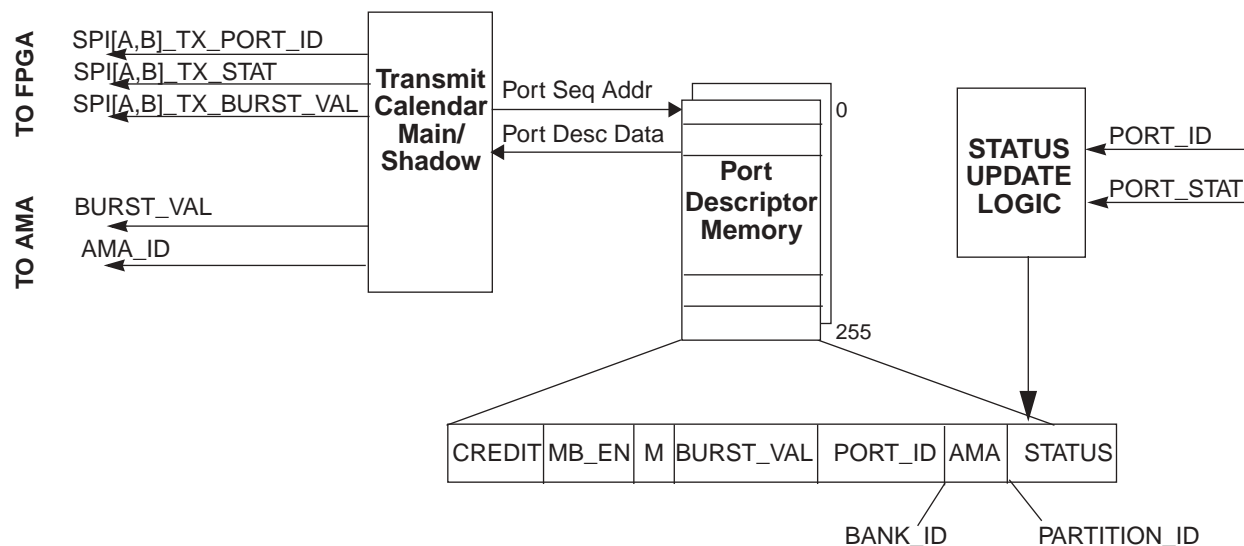 TO FPGA
SPI[A,B]_TX_PORT_ID
SPI[A,B]_TX_STAT
SPI[A,B]_TX_BURST_VAL
TO AMA
BURST_VAL
AMA_ID
Transmit
Calendar
Main/
Shadow
Port Seq Addr
Port Desc Data
0
Port
Descriptor
Memory
255
STATUS
UPDATE
LOGIC
PORT_ID
PORT_STAT
CREDIT MB_EN M BURST_VAL PORT_ID AMA STATUS
BANK_ID PARTITION_ID